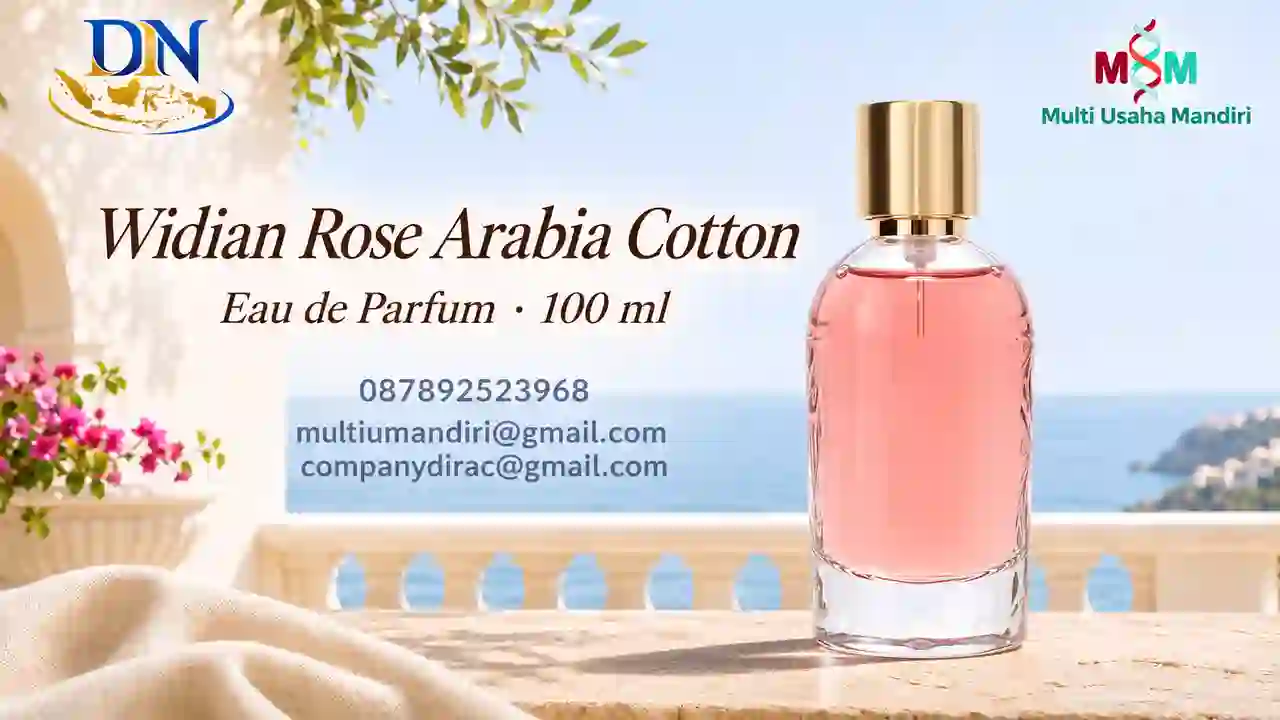 DN
MSM
Multi Usaha Mandiri
Widian Rose Arabia Cotton
Eau de Parfum · 100 ml
087892523968
multiumandiri@gmail.com
companydirac@gmail.com